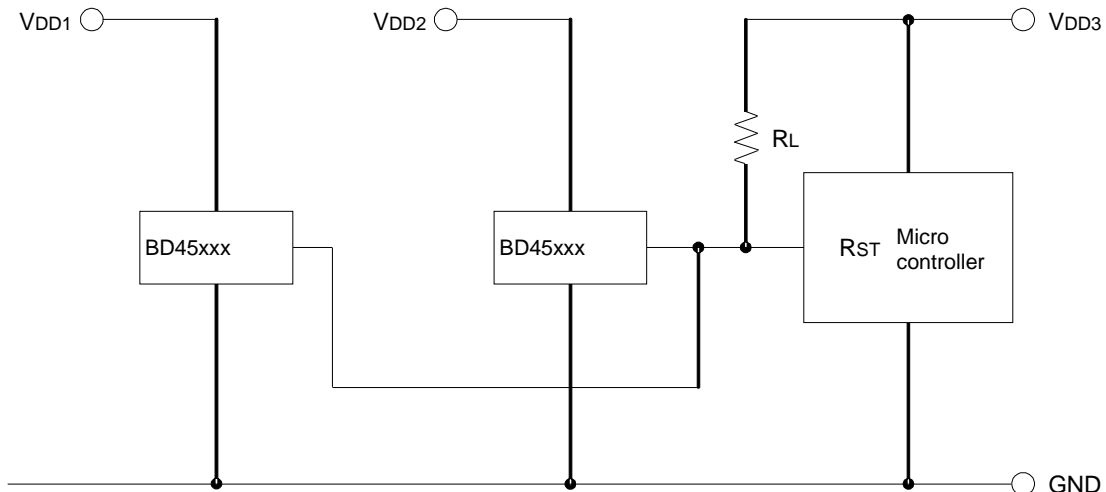 VDD1
VDD2
VDD3
RL
BD45xxx
BD45xxx
RST
Micro
controller
GND